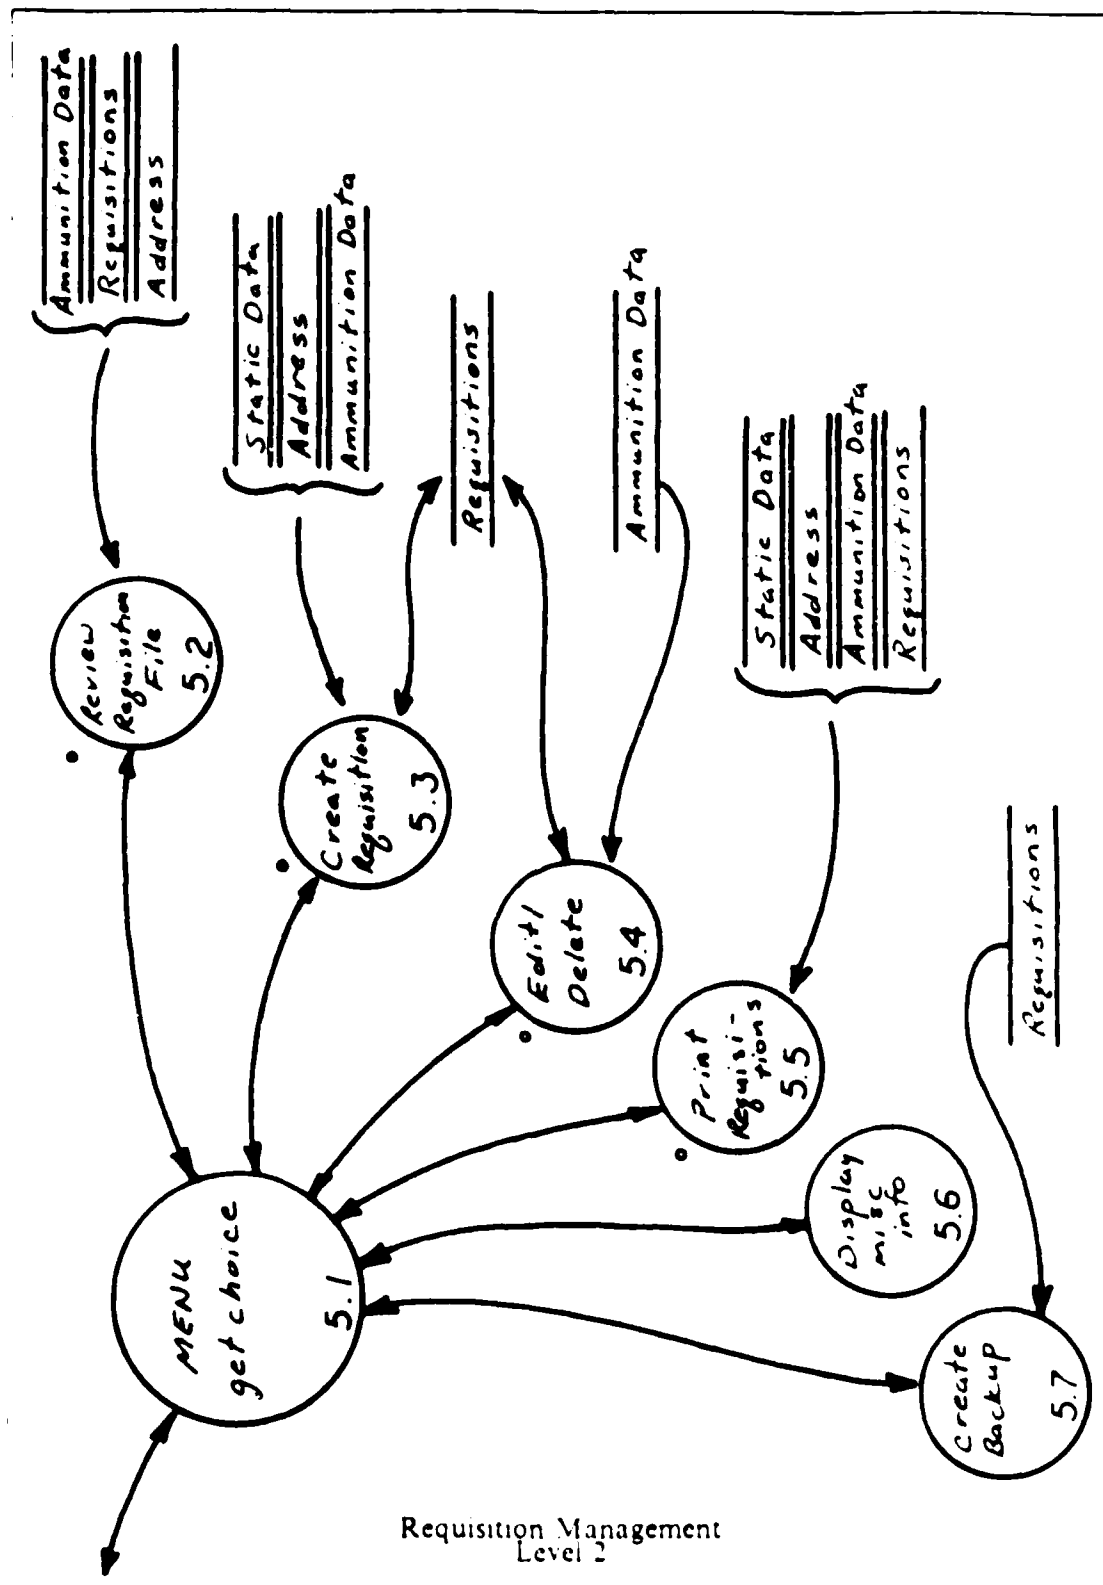 MENU
get choice
5.1
Review
Requisition
File
5.2
Ammunition Data
Requisitions
Address
Create
Requisition
5.3
Static Data
Address
Ammunition Data
Requisitions
Edit/
Delete
5.4
Ammunition Data
Print
Requisi-
tions
5.5
Static Data
Address
Ammunition Data
Requisitions
Display
misc
info
5.6
Create
Backup
5.7
Requisitions
Requisition Management
Level 2